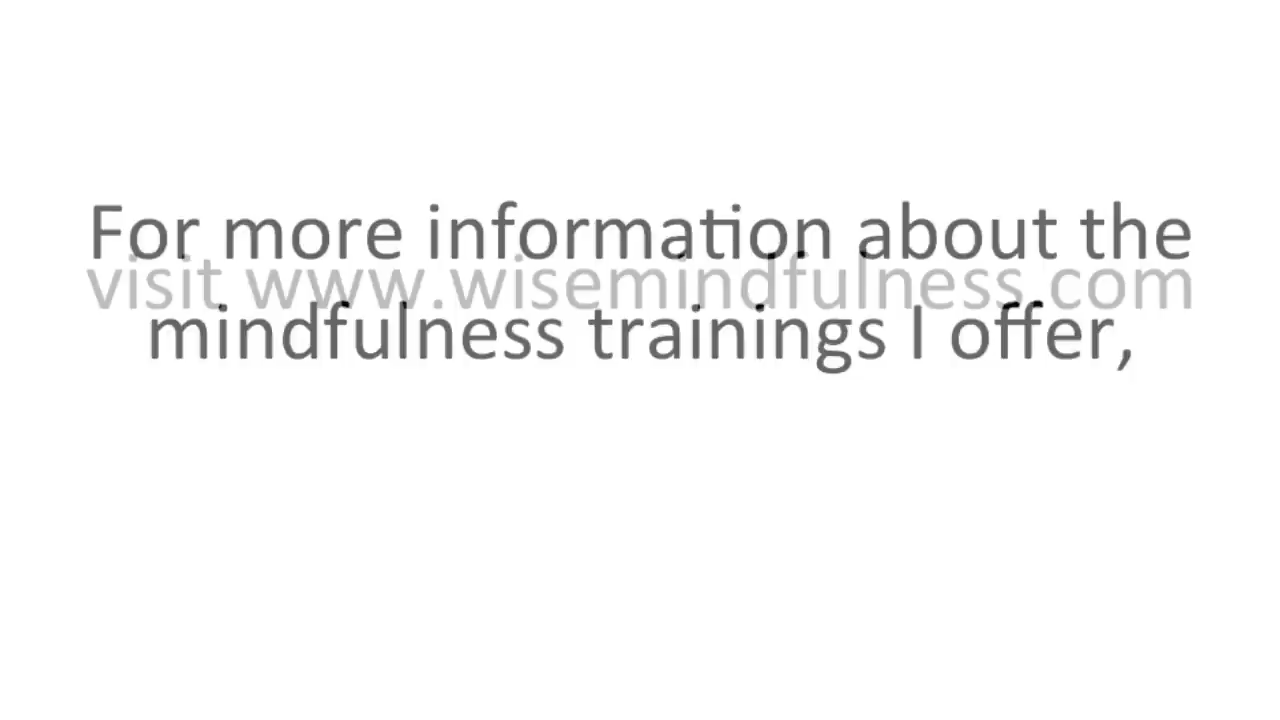 For more information about the
mindfulness trainings I offer,
visit www.wisemindfulness.com